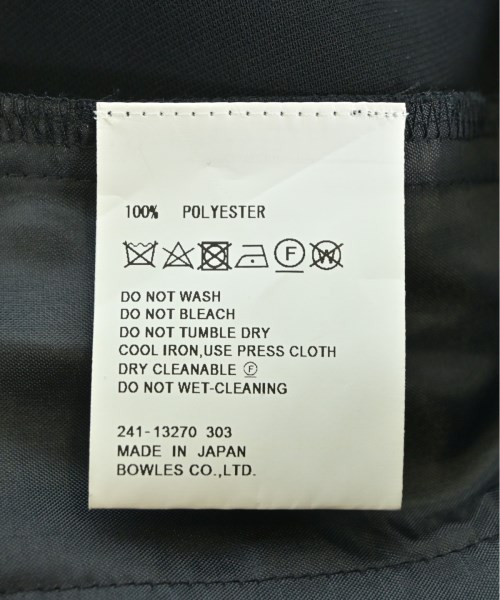 100% POLYESTER
F W
DO NOT WASH
DO NOT BLEACH
DO NOT TUMBLE DRY
COOL IRON,USE PRESS CLOTH
DRY CLEANABLE Ⓕ
DO NOT WET-CLEANING
241-13270 303
MADE IN JAPAN
BOWLES CO.,LTD.